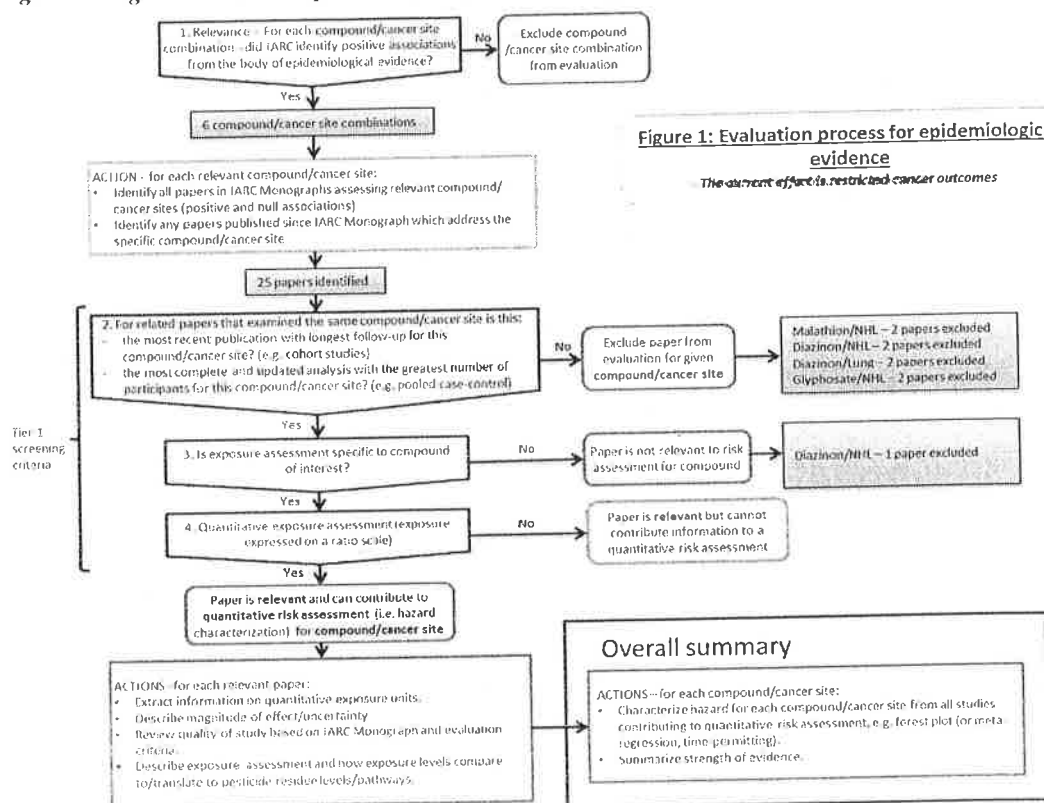 1. Relevance - For each compound/cancer site
combination - did IARC identify positive associations
from the body of epidemiological evidence?
No
Exclude compound
/cancer site combination
from evaluation
Yes
6 compound/cancer site combinations
Figure 1: Evaluation process for epidemiologic
evidence
The current effect is restricted cancer outcomes
ACTION - for each relevant compound/cancer site:
• Identify all papers in IARC Monographs assessing relevant compound/
cancer sites (positive and null associations)
• Identify any papers published since IARC Monograph which address the
specific compound/cancer site
25 papers identified
Tier 1
screening
criteria
2. For related papers that examined the same compound/cancer site is this:
- the most recent publication with longest follow-up for this
compound/cancer site? (e.g. cohort studies)
- the most complete and updated analysis with the greatest number of
participants for this compound/cancer site? (e.g. pooled case-control)
No
Exclude paper from
evaluation for given
compound/cancer site
Malathion/NHL – 2 papers excluded
Diazinon/NHL – 2 papers excluded
Diazinon/Lung – 2 papers excluded
Glyphosate/NHL – 2 papers excluded
Yes
3. Is exposure assessment specific to compound
of interest?
No
Paper is not relevant to risk
assessment for compound
Diazinon/NHL – 1 paper excluded
Yes
4. Quantitative exposure assessment (exposure
expressed on a ratio scale)
No
Paper is relevant but cannot
contribute information to a
quantitative risk assessment
Yes
Paper is relevant and can contribute to
quantitative risk assessment (i.e. hazard
characterization) for compound/cancer site
ACTIONS - for each relevant paper:
• Extract information on quantitative exposure units.
• Describe magnitude of effect/uncertainty
• Review quality of study based on IARC Monograph and evaluation
criteria.
• Describe exposure assessment and how exposure levels compare
to/translate to pesticide residue levels/pathways.
Overall summary
ACTIONS – for each compound/cancer site:
• Characterize hazard for each compound/cancer site from all studies
contributing to quantitative risk assessment, e.g. forest plot (or meta
regression, time-permitting).
• Summarize strength of evidence.